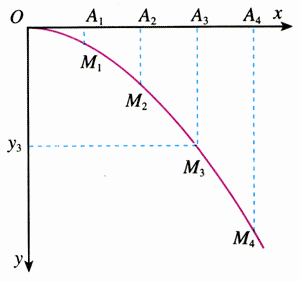 O A₁ A₂ A₃ A₄ x
M₁
M₂
y₃
M₃
M₄
y